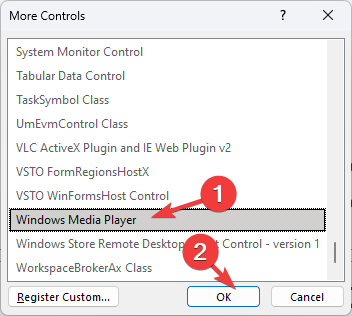 More Controls
System Monitor Control
Tabular Data Control
TaskSymbol Class
UmEvmControl Class
VLC ActiveX Plugin and IE Web Plugin v2
VSTO FormRegionsHostX
VSTO WinFormsHost Control
1
Windows Media Player
Windows Store Remote Desktop Control - version 1
2
WorkspaceBrokerAx Class
Register Custom...
OK
Cancel